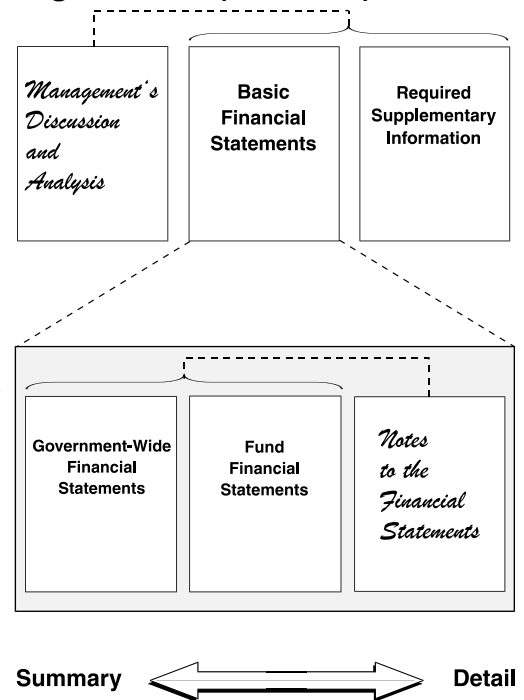 Management's
Discussion
and
Analysis
Basic
Financial
Statements
Required
Supplementary
Information
Government-Wide
Financial
Statements
Fund
Financial
Statements
Notes
to the
Financial
Statements
Summary
Detail